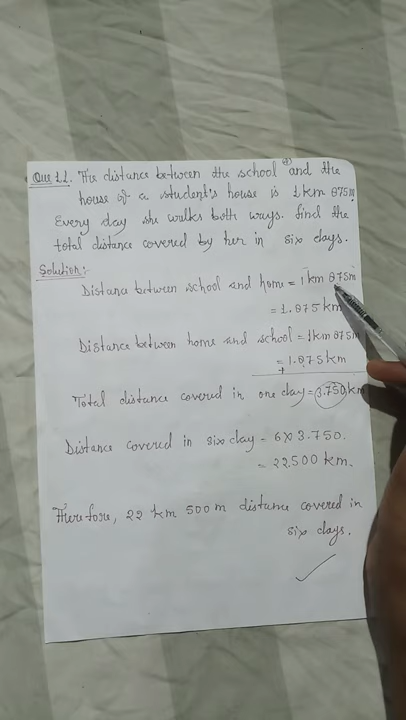 Que 11. The distance between the school and the
house of a student's house is 1km 875m
Every day she walks both ways. find the
total distance covered by her in six days.
Solution:-
Distance between school and home = 1km 875m
= 1.875 km
Distance between home and school = 1km 875m
+ = 1.875 km
Total distance covered in one day = 3.750 km
Distance covered in six day = 6 × 3.750.
= 22.500 km.
Therefore, 22 km 500 m distance covered in
six days.